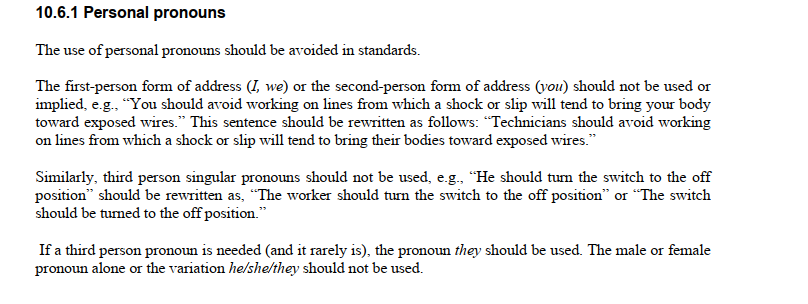 10.6.1 Personal pronouns
The use of personal pronouns should be avoided in standards.
The first-person form of address (I, we) or the second-person form of address (you) should not be used or
implied, e.g., “You should avoid working on lines from which a shock or slip will tend to bring your body
toward exposed wires.” This sentence should be rewritten as follows: “Technicians should avoid working
on lines from which a shock or slip will tend to bring their bodies toward exposed wires.”
Similarly, third person singular pronouns should not be used, e.g., “He should turn the switch to the off
position” should be rewritten as, “The worker should turn the switch to the off position” or “The switch
should be turned to the off position.”
If a third person pronoun is needed (and it rarely is), the pronoun they should be used. The male or female
pronoun alone or the variation he/she/they should not be used.